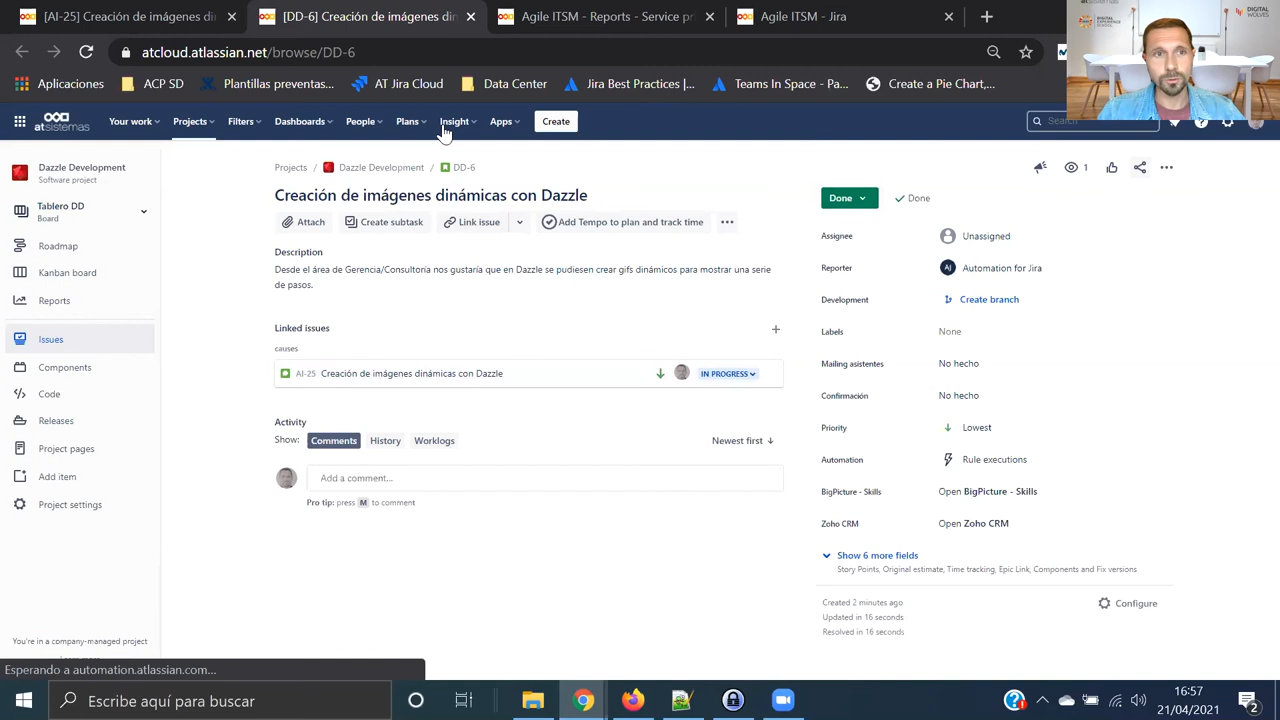 [AI-25] Creación de imágenes diná
[DD-6] Creación de imágenes din
Agile ITSM - Reports - Service pr
Agile ITSM - Jira
atcloud.atlassian.net/browse/DD-6
ACP SD
Plantillas
Cloud
Data Center
Jira Best Practices |...
Teams In Space - Pa...
Create a Pie Chart,...
DIGITAL EXPERIENCE SCHOOL
DIGITAL WOLVES
atsistemas
Your work
Projects
Filters
Dashboards
People
Plans
Insight
Apps
Create
Search
Dazzle Development
Software project
Tablero DD
Board
Roadmap
Kanban board
Reports
Issues
Components
Code
Releases
Project pages
Add item
Project settings
You're in a company-managed project
Esperando a automation.atlassian.com...
Projects / Dazzle Development / DD-6
1
Creación de imágenes dinámicas con Dazzle
Attach
Create subtask
Link issue
Add Tempo to plan and track time
Description
Desde el área de Gerencia/Consultoría nos gustaría que en Dazzle se pudiesen crear gifs dinámicos para mostrar una serie
de pasos.
Linked issues
causes
AI-25 Creación de imágenes dinámicas con Dazzle
IN PROGRESS
Activity
Show: Comments History Worklogs
Newest first
Add a comment...
Pro tip: press M to comment
Done
Done
Assignee
Unassigned
Reporter
AJ Automation for Jira
Development
Create branch
Labels
None
Mailing asistentes
No hecho
Confirmación
No hecho
Priority
Lowest
Automation
Rule executions
BigPicture - Skills
Open BigPicture - Skills
Zoho CRM
Open Zoho CRM
Show 6 more fields
Story Points, Original estimate, Time tracking, Epic Link, Components and Fix versions
Created 2 minutes ago
Updated in 16 seconds
Resolved in 16 seconds
Configure
Escribe aquí para buscar
16:57
21/04/2021
2